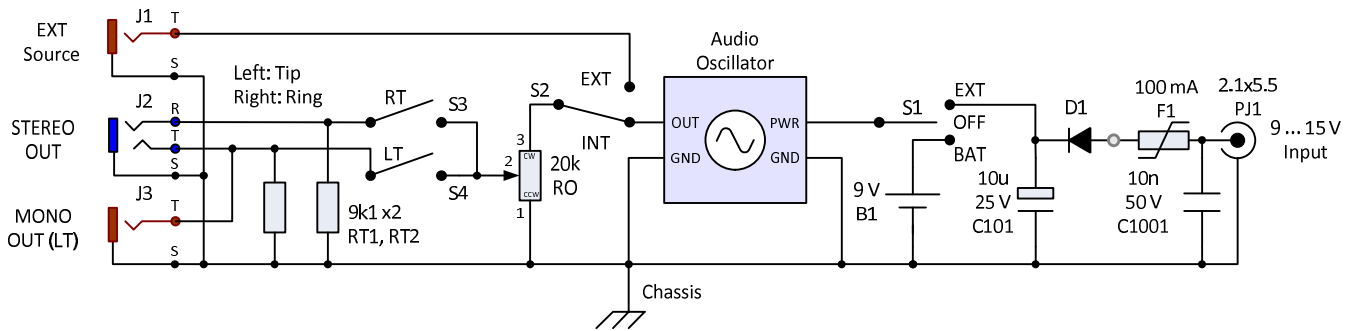 EXT
Source
J1
T
S
Left: Tip
Right: Ring
J2
R
T
S
STEREO
OUT
J3
T
S
MONO
OUT (LT)
9k1 x2
RT1, RT2
RT
S3
LT
S4
S2
EXT
INT
3
CW
2
CCW
1
20k
RO
Audio
Oscillator
OUT
PWR
GND
GND
Chassis
S1
EXT
OFF
BAT
9 V
B1
D1
10u
25 V
C101
100 mA
F1
10n
50 V
C1001
2.1x5.5
PJ1
9 ... 15 V
Input